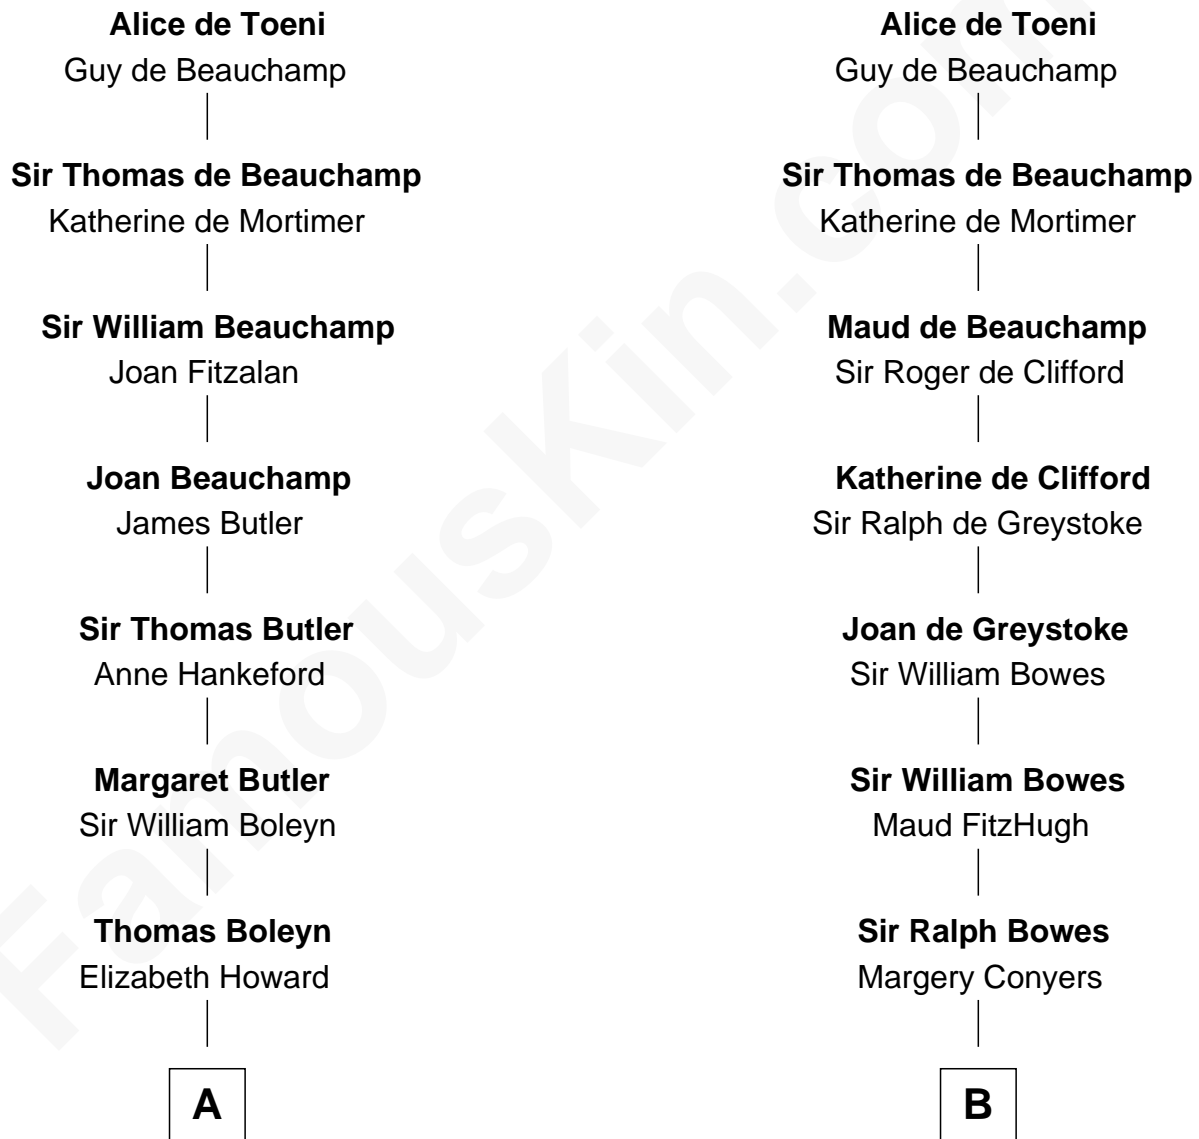 Alice de Toeni
Guy de Beauchamp
Sir Thomas de Beauchamp
Katherine de Mortimer
Sir William Beauchamp
Joan Fitzalan
Joan Beauchamp
James Butler
Sir Thomas Butler
Anne Hankeford
Margaret Butler
Sir William Boleyn
Thomas Boleyn
Elizabeth Howard
A
Alice de Toeni
Guy de Beauchamp
Sir Thomas de Beauchamp
Katherine de Mortimer
Maud de Beauchamp
Sir Roger de Clifford
Katherine de Clifford
Sir Ralph de Greystoke
Joan de Greystoke
Sir William Bowes
Sir William Bowes
Maud FitzHugh
Sir Ralph Bowes
Margery Conyers
B
FamousKin.com